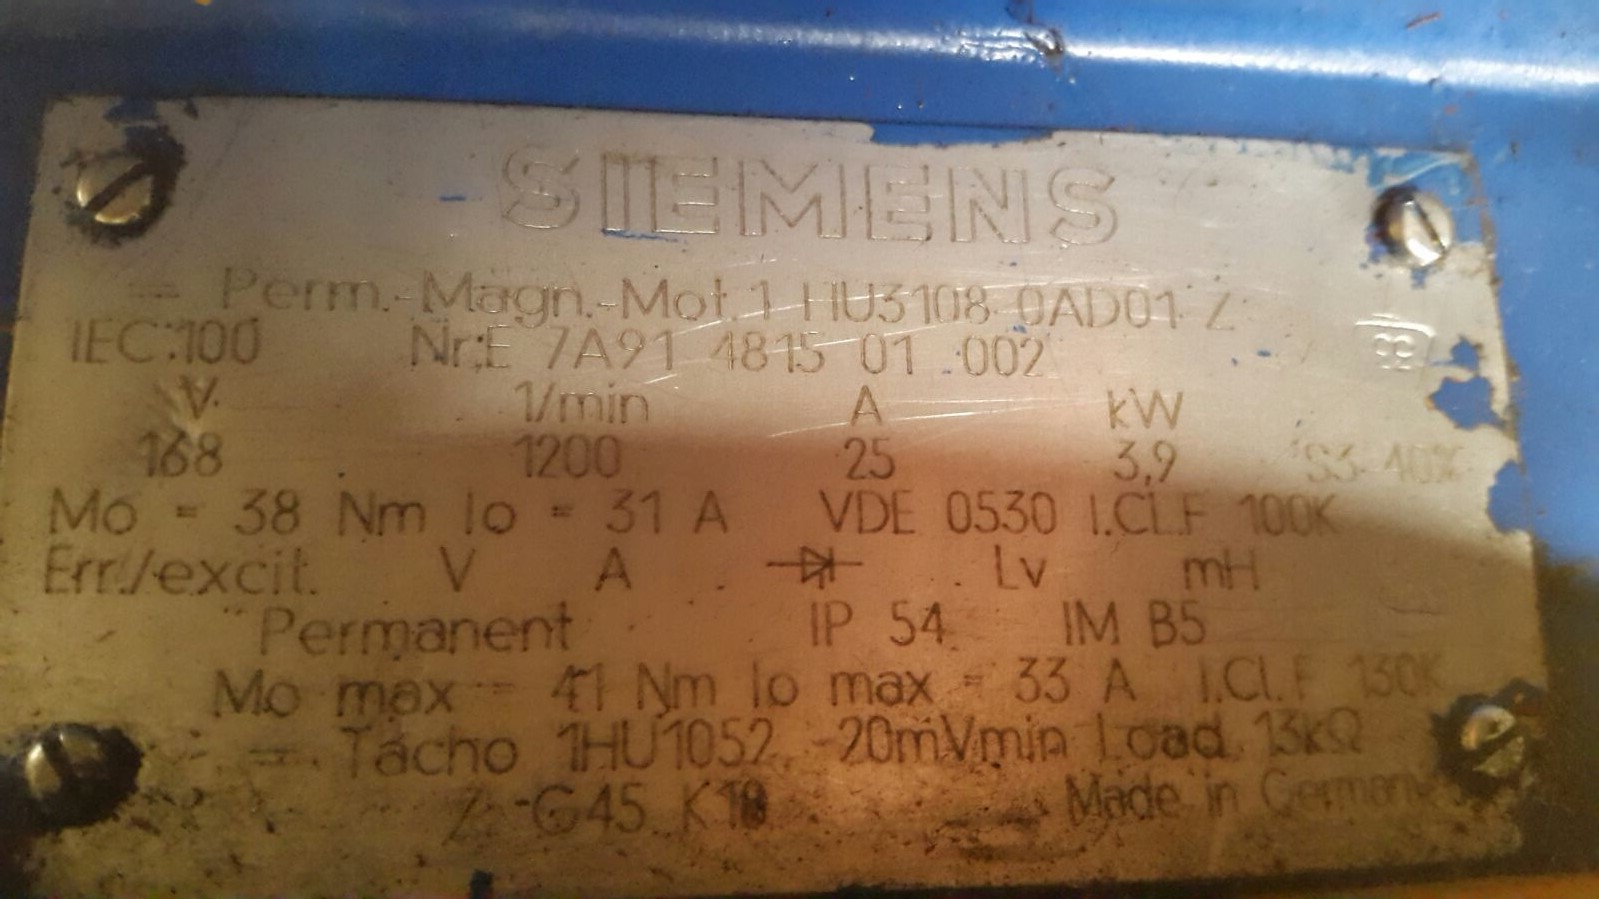 SIEMENS
Perm.-Magn.-Mot. 1 HU3108-0AD01-Z
IEC:100 Nr:E 7A91 4815 01 002
V 1/min A kW
168 1200 25 3,9 S3-40%
Mo = 38 Nm Io = 31 A VDE 0530 I.CL.F 100K
Err./excit. V A Lv mH
Permanent IP 54 IM B5
Mo max = 41 Nm Io max = 33 A I.Cl.F 130K
Tacho 1HU1052 -20mVmin Load 13kΩ
Z-G45 K18
Made in Germany